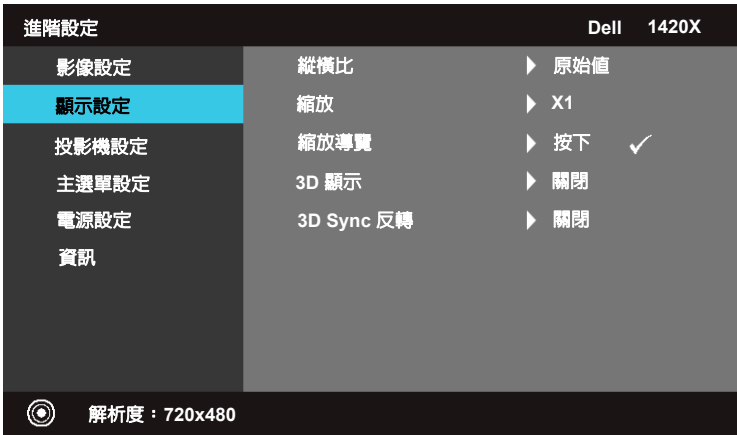 進階設定 Dell 1420X
影像設定 縱橫比 原始值
顯示設定 縮放 X1
投影機設定 縮放導覽 按下
主選單設定 3D 顯示 關閉
電源設定 3D Sync 反轉 關閉
資訊
解析度：720x480